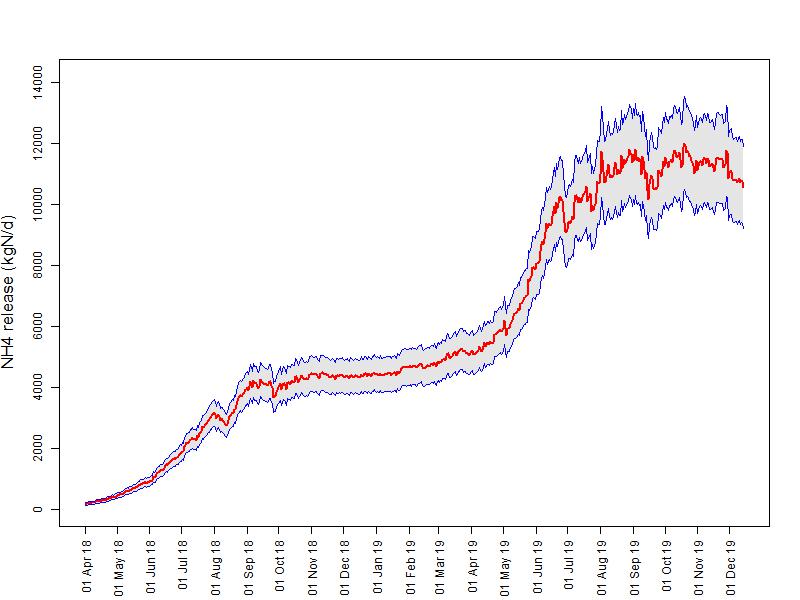 NH4 release (kgN/d)
14000
12000
10000
8000
6000
4000
2000
0
01 Apr 18
01 May 18
01 Jun 18
01 Jul 18
01 Aug 18
01 Sep 18
01 Oct 18
01 Nov 18
01 Dec 18
01 Jan 19
01 Feb 19
01 Mar 19
01 Apr 19
01 May 19
01 Jun 19
01 Jul 19
01 Aug 19
01 Sep 19
01 Oct 19
01 Nov 19
01 Dec 19